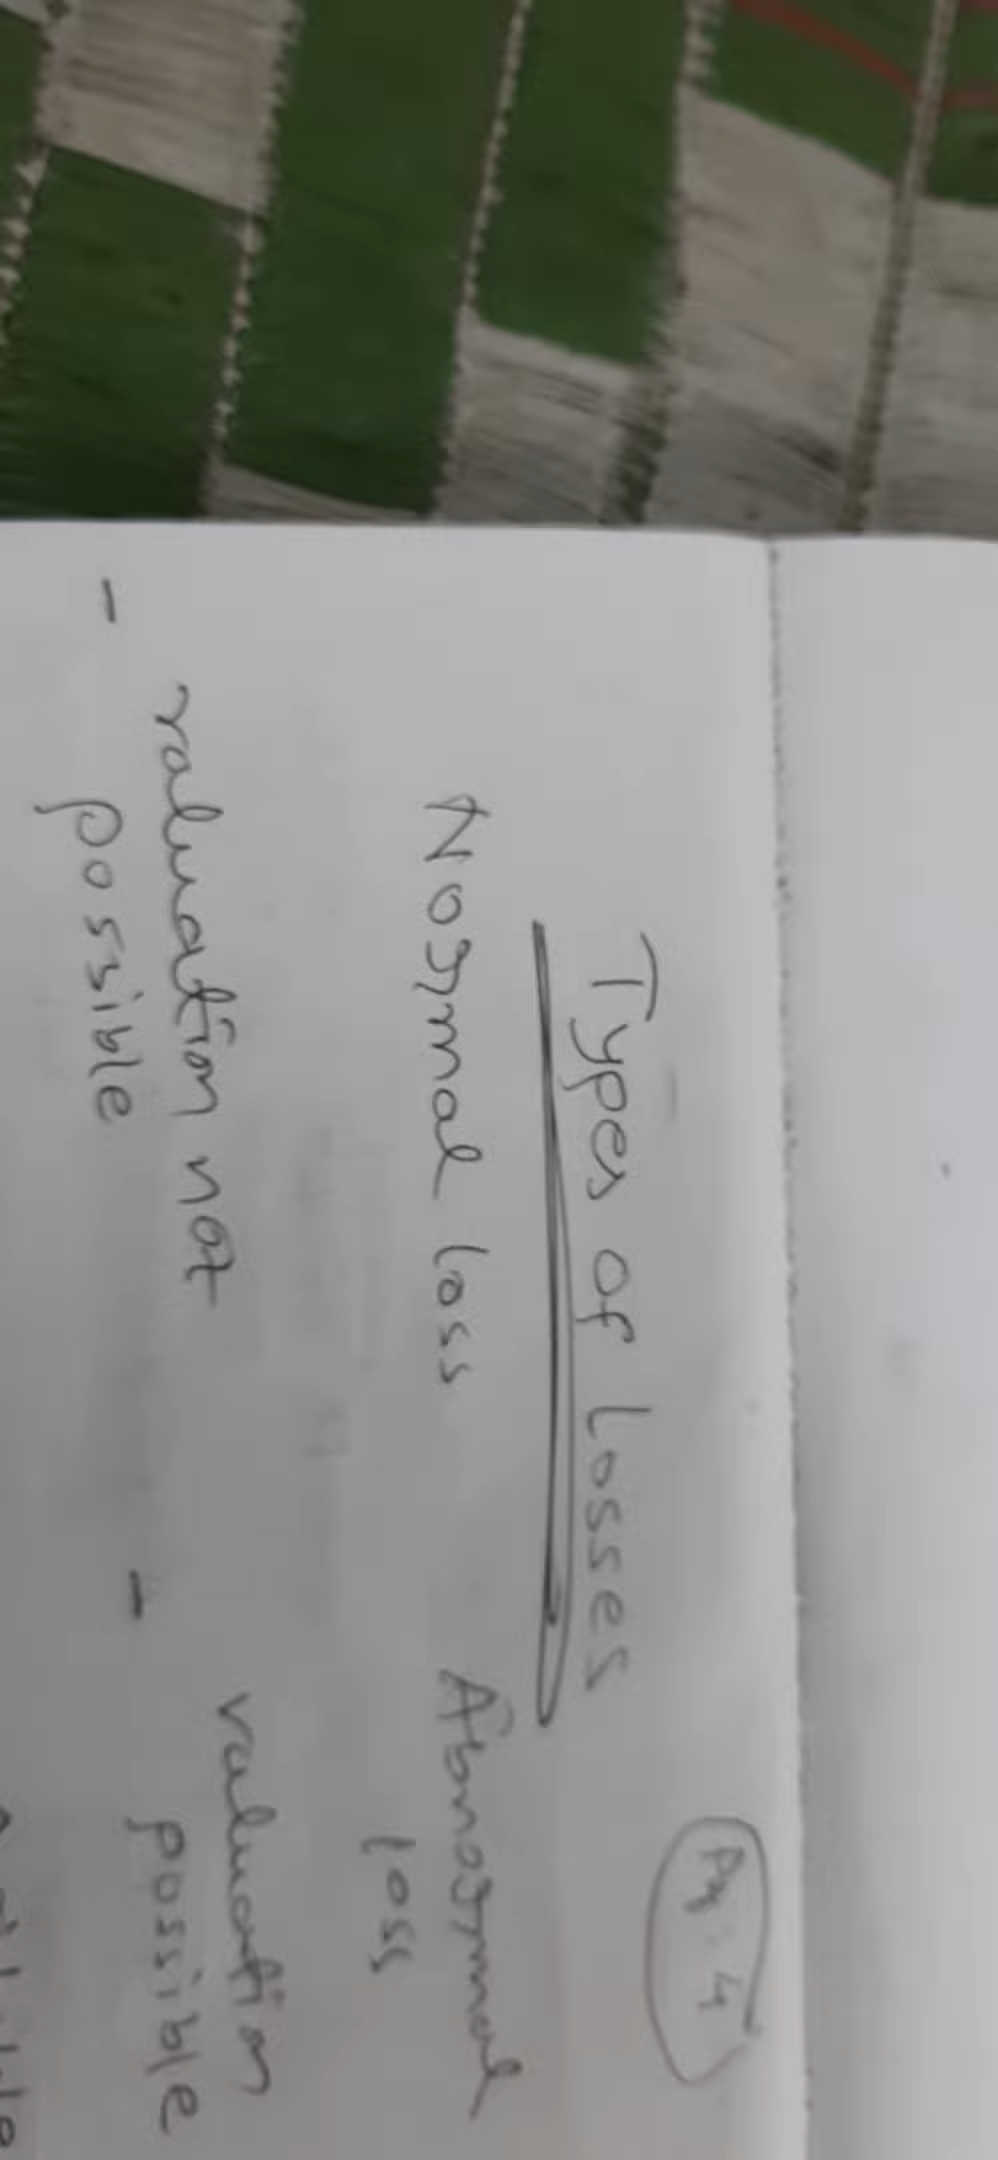 Pg. 4
Types of Losses
Normal loss
Abnormal
loss
- valuation not
possible
- valuation
possible